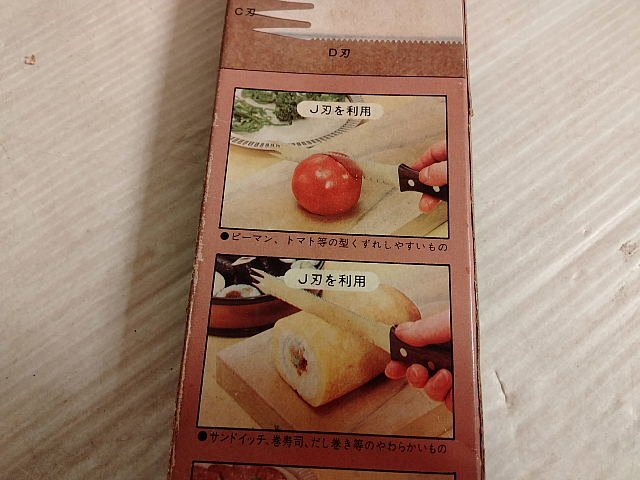 C刃
D刃
J刃を利用
●ピーマン、トマト等の型くずれしやすいもの
J刃を利用
●サンドイッチ、巻寿司、だし巻き等のやわらかいもの